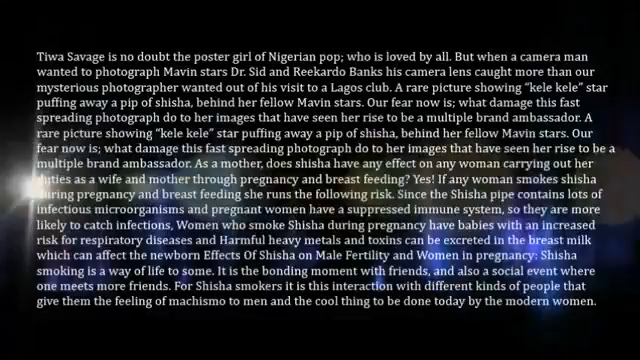 Tiwa Savage is no doubt the poster girl of Nigerian pop; who is loved by all. But when a camera man
wanted to photograph Mavin stars Dr. Sid and Reekardo Banks his camera lens caught more than our
mysterious photographer wanted out of his visit to a Lagos club. A rare picture showing “kele kele” star
puffing away a pip of shisha, behind her fellow Mavin stars. Our fear now is; what damage this fast
spreading photograph do to her images that have seen her rise to be a multiple brand ambassador. A
rare picture showing “kele kele” star puffing away a pip of shisha, behind her fellow Mavin stars. Our
fear now is; what damage this fast spreading photograph do to her images that have seen her rise to be a
multiple brand ambassador. As a mother, does shisha have any effect on any woman carrying out her
duties as a wife and mother through pregnancy and breast feeding? Yes! If any woman smokes shisha
during pregnancy and breast feeding she runs the following risk. Since the Shisha pipe contains lots of
infectious microorganisms and pregnant women have a suppressed immune system, so they are more
likely to catch infections, Women who smoke Shisha during pregnancy have babies with an increased
risk for respiratory diseases and Harmful heavy metals and toxins can be excreted in the breast milk
which can affect the newborn Effects Of Shisha on Male Fertility and Women in pregnancy: Shisha
smoking is a way of life to some. It is the bonding moment with friends, and also a social event where
one meets more friends. For Shisha smokers it is this interaction with different kinds of people that
give them the feeling of machismo to men and the cool thing to be done today by the modern women.